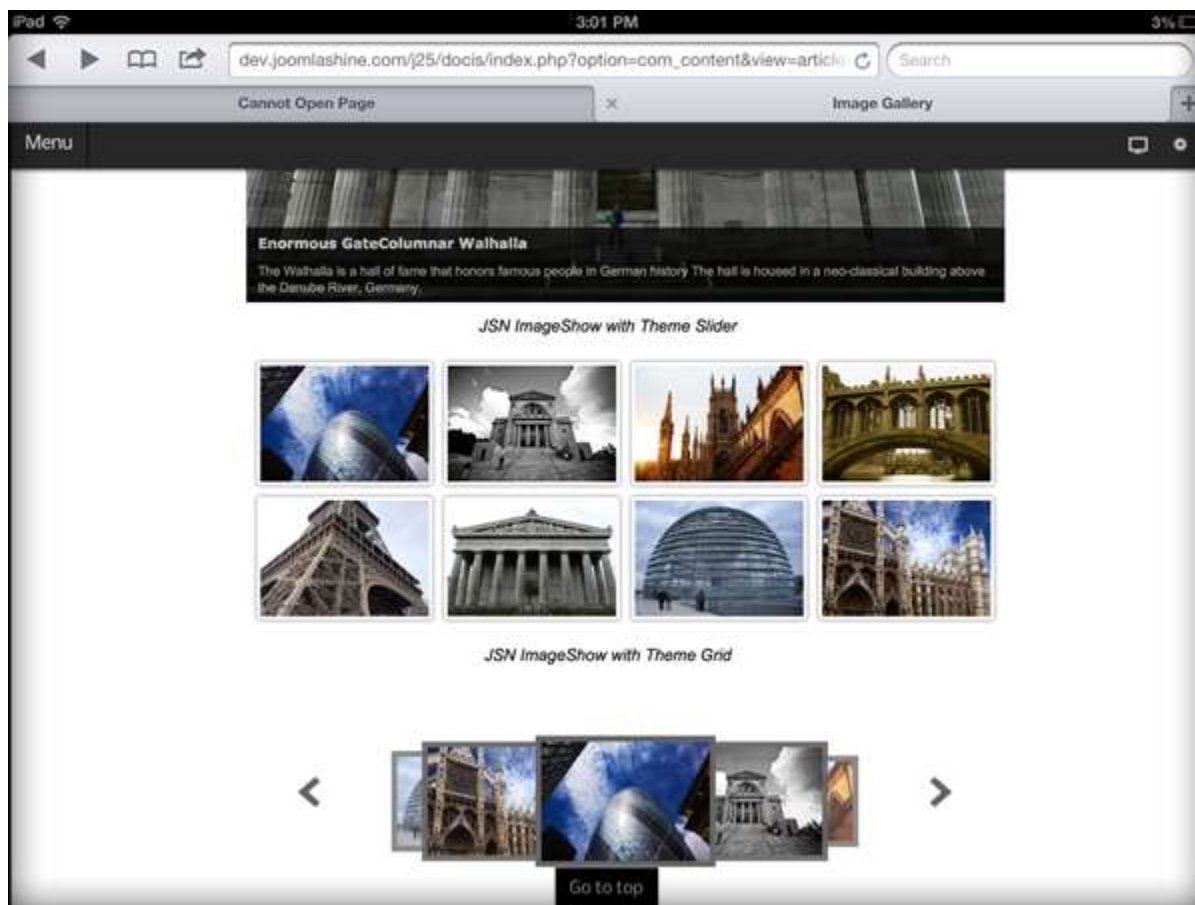 iPad 3:01 PM 3%
dev.joomlashine.com/j25/docis/index.php?option=com_content&view=article Search
Cannot Open Page Image Gallery
Menu
Enormous GateColumnar Walhalla
The Walhalla is a hall of fame that honors famous people in German history The hall is housed in a neo-classical building above
the Danube River, Germany.
JSN ImageShow with Theme Slider
JSN ImageShow with Theme Grid
Go to top